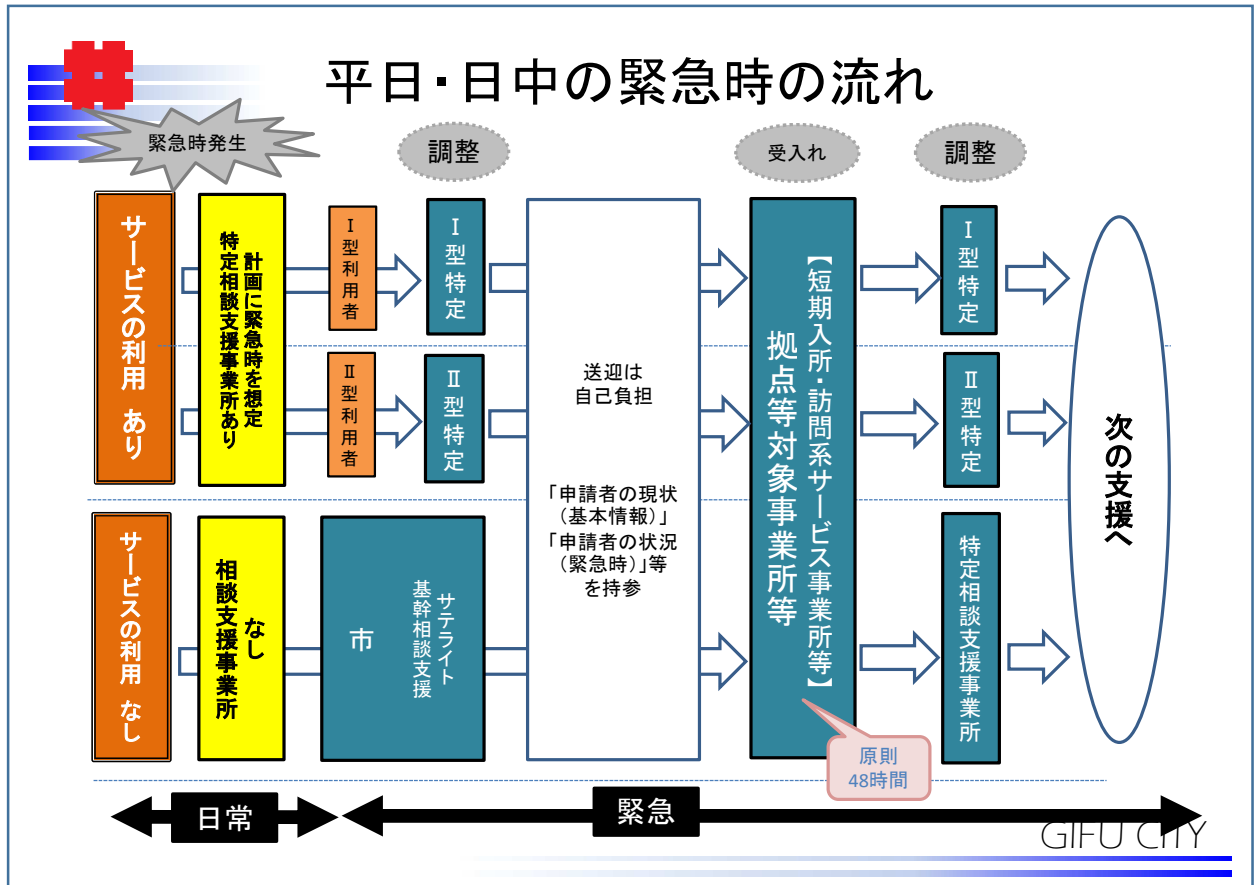 平日・日中の緊急時の流れ
緊急時発生
調整
受入れ
調整
サービスの利用 あり
計画に緊急時を想定
特定相談支援事業所あり
Ⅰ型利用者
Ⅰ型特定
Ⅱ型利用者
Ⅱ型特定
サービスの利用 なし
なし
相談支援事業所
サテライト
基幹相談支援
市
送迎は
自己負担
「申請者の現状
（基本情報）」
「申請者の状況
（緊急時）」等
を持参
【短期入所・訪問系サービス事業所等】
拠点等対象事業所等
原則
48時間
Ⅰ型特定
Ⅱ型特定
特定相談支援事業所
次の支援へ
日常
緊急
GIFU CITY